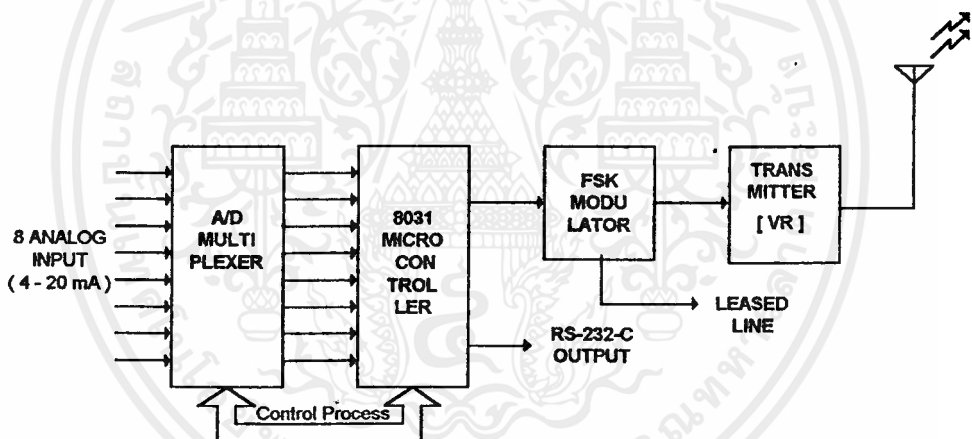 8 ANALOG
INPUT
( 4 - 20 mA )
A/D
MULTI
PLEXER
8031
MICRO
CON
TROL
LER
FSK
MODU
LATOR
TRANS
MITTER
[ VR ]
LEASED
LINE
RS-232-C
OUTPUT
Control Process